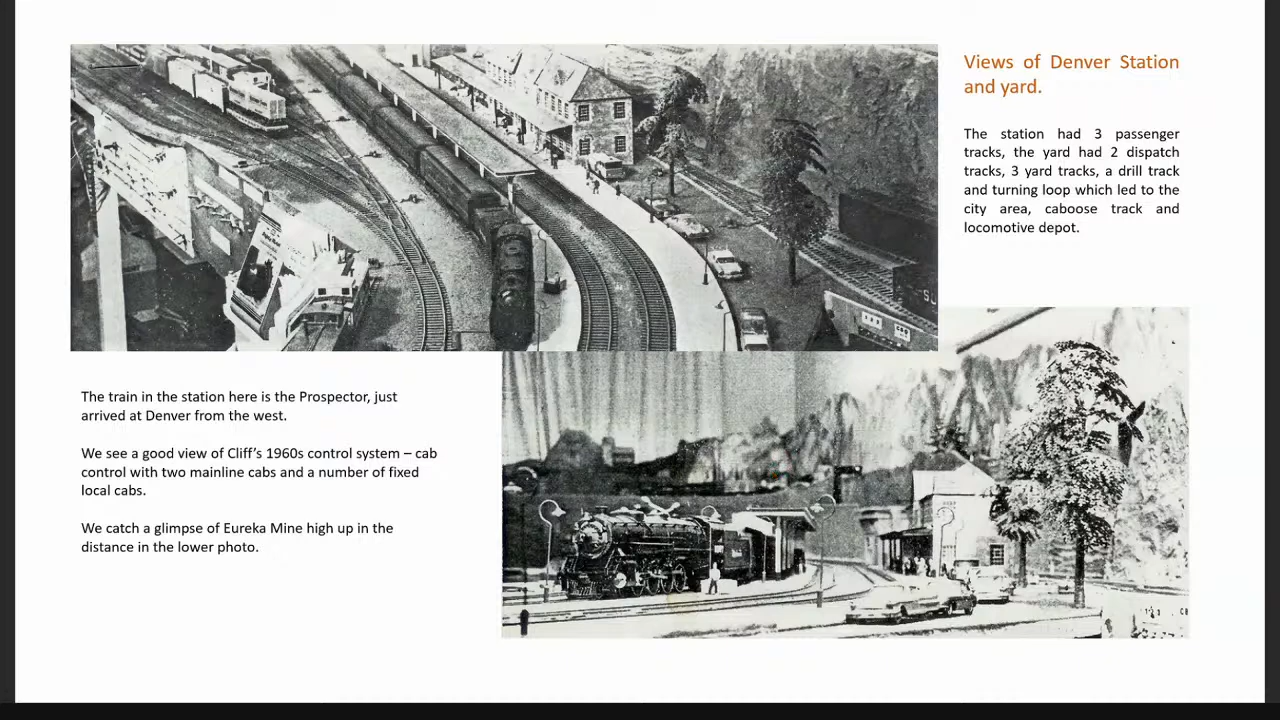 Views of Denver Station
and yard.
The station had 3 passenger
tracks, the yard had 2 dispatch
tracks, 3 yard tracks, a drill track
and turning loop which led to the
city area, caboose track and
locomotive depot.
The train in the station here is the Prospector, just
arrived at Denver from the west.
We see a good view of Cliff’s 1960s control system – cab
control with two mainline cabs and a number of fixed
local cabs.
We catch a glimpse of Eureka Mine high up in the
distance in the lower photo.